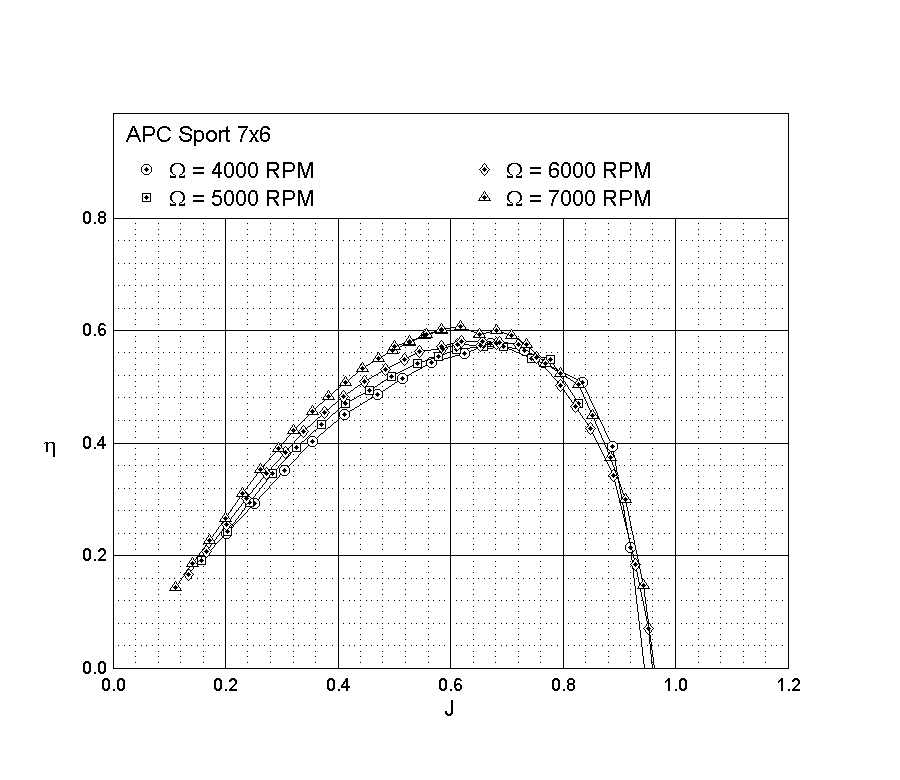 APC Sport 7x6
Ω = 4000 RPM
Ω = 6000 RPM
Ω = 5000 RPM
Ω = 7000 RPM
0.8
0.6
0.4
η
0.2
0.0
0.0 0.2 0.4 0.6 0.8 1.0 1.2
J